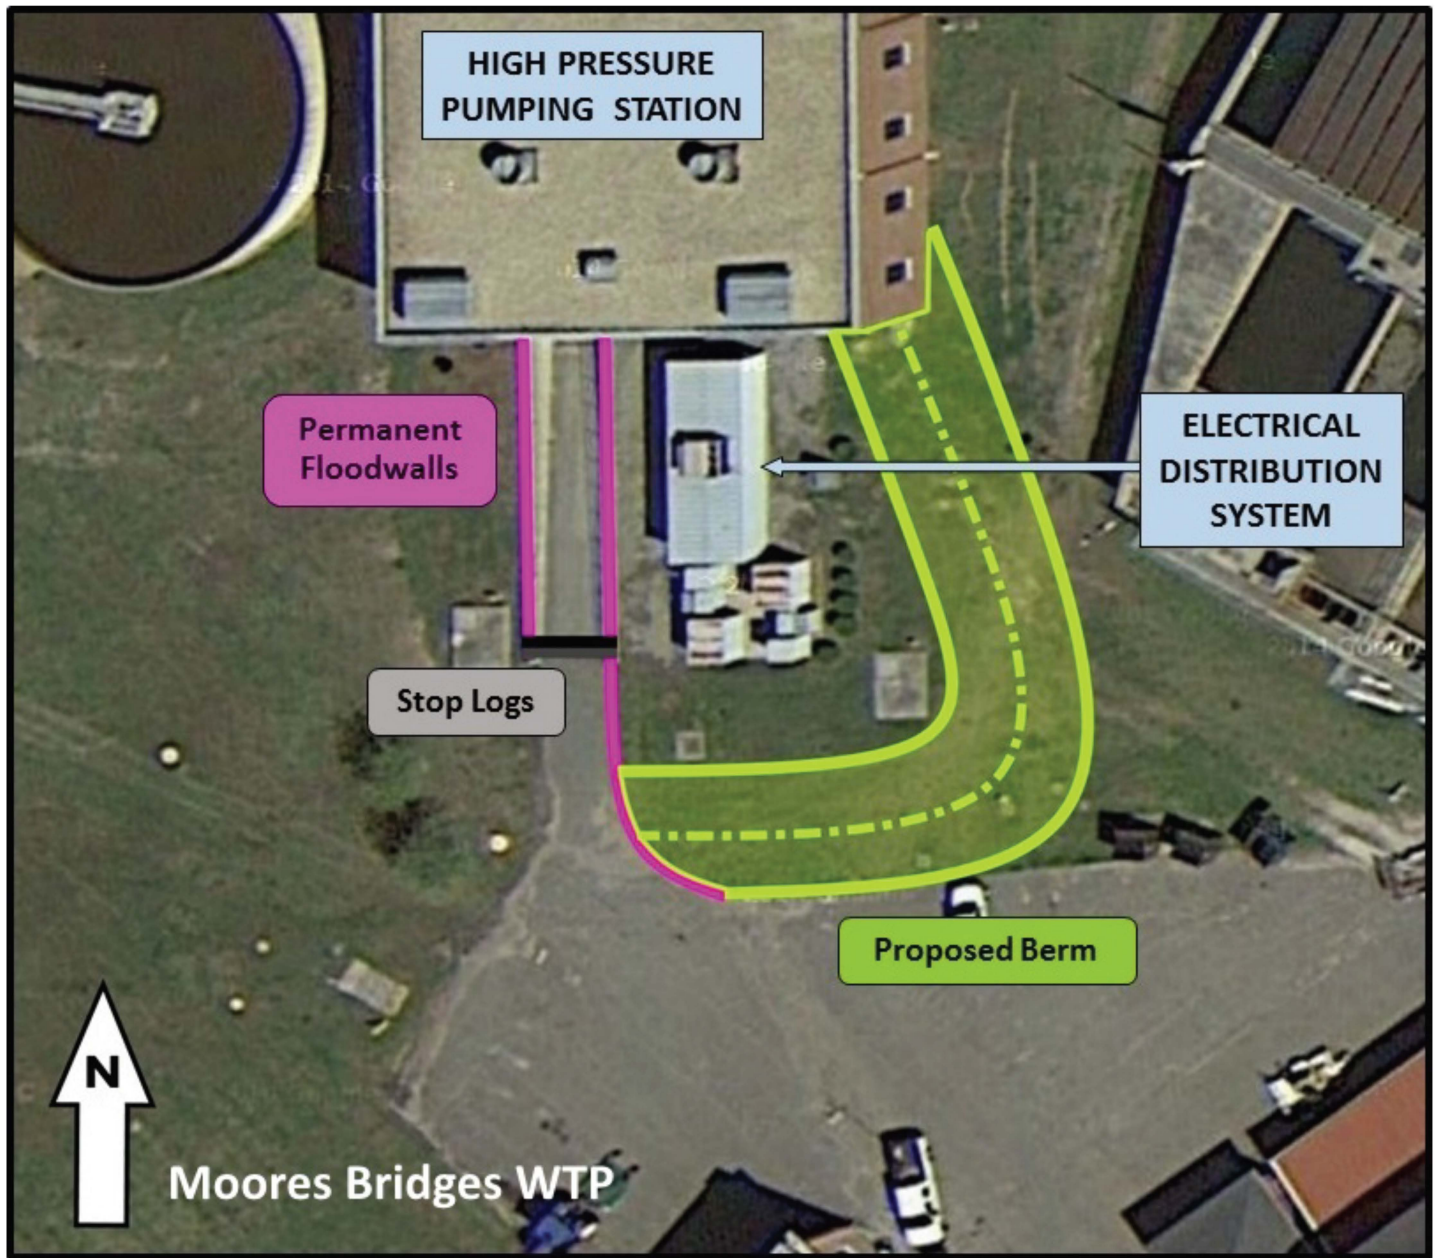 HIGH PRESSURE
PUMPING STATION
Permanent
Floodwalls
ELECTRICAL
DISTRIBUTION
SYSTEM
Stop Logs
Proposed Berm
N
Moores Bridges WTP